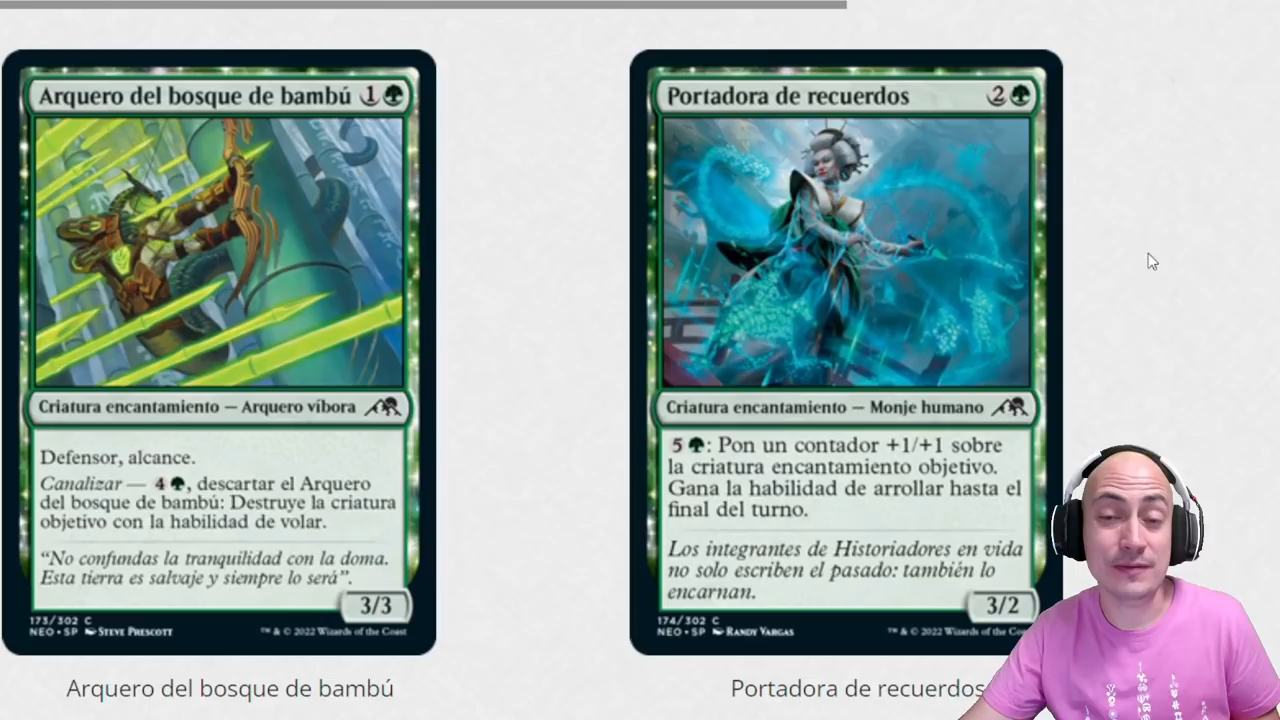 Arquero del bosque de bambú 1
Criatura encantamiento — Arquero víbora
Defensor, alcance.
Canalizar — 4, descartar el Arquero
del bosque de bambú: Destruye la criatura
objetivo con la habilidad de volar.
“No confundas la tranquilidad con la doma.
Esta tierra es salvaje y siempre lo será”.
3/3
173/302 C
NEO • SP Steve Prescott
™ & © 2022 Wizards of the Coast
Arquero del bosque de bambú
Portadora de recuerdos 2
Criatura encantamiento — Monje humano
5: Pon un contador +1/+1 sobre
la criatura encantamiento objetivo.
Gana la habilidad de arrollar hasta el
final del turno.
Los integrantes de Historiadores en vida
no solo escriben el pasado: también lo
encarnan.
3/2
174/302 C
NEO • SP Randy Vargas
™ & © 2022 Wizards of the
Portadora de recuerdos